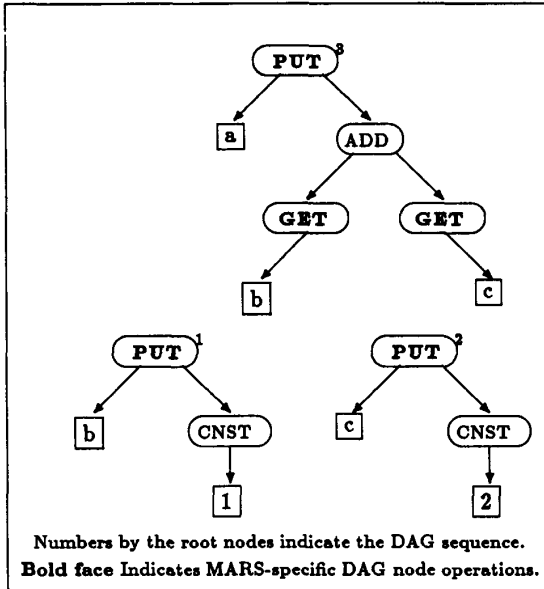 PUT 3
a ADD
GET GET
b c
PUT 1 PUT 2
b CNST c CNST
1 2
Numbers by the root nodes indicate the DAG sequence.
Bold face Indicates MARS-specific DAG node operations.